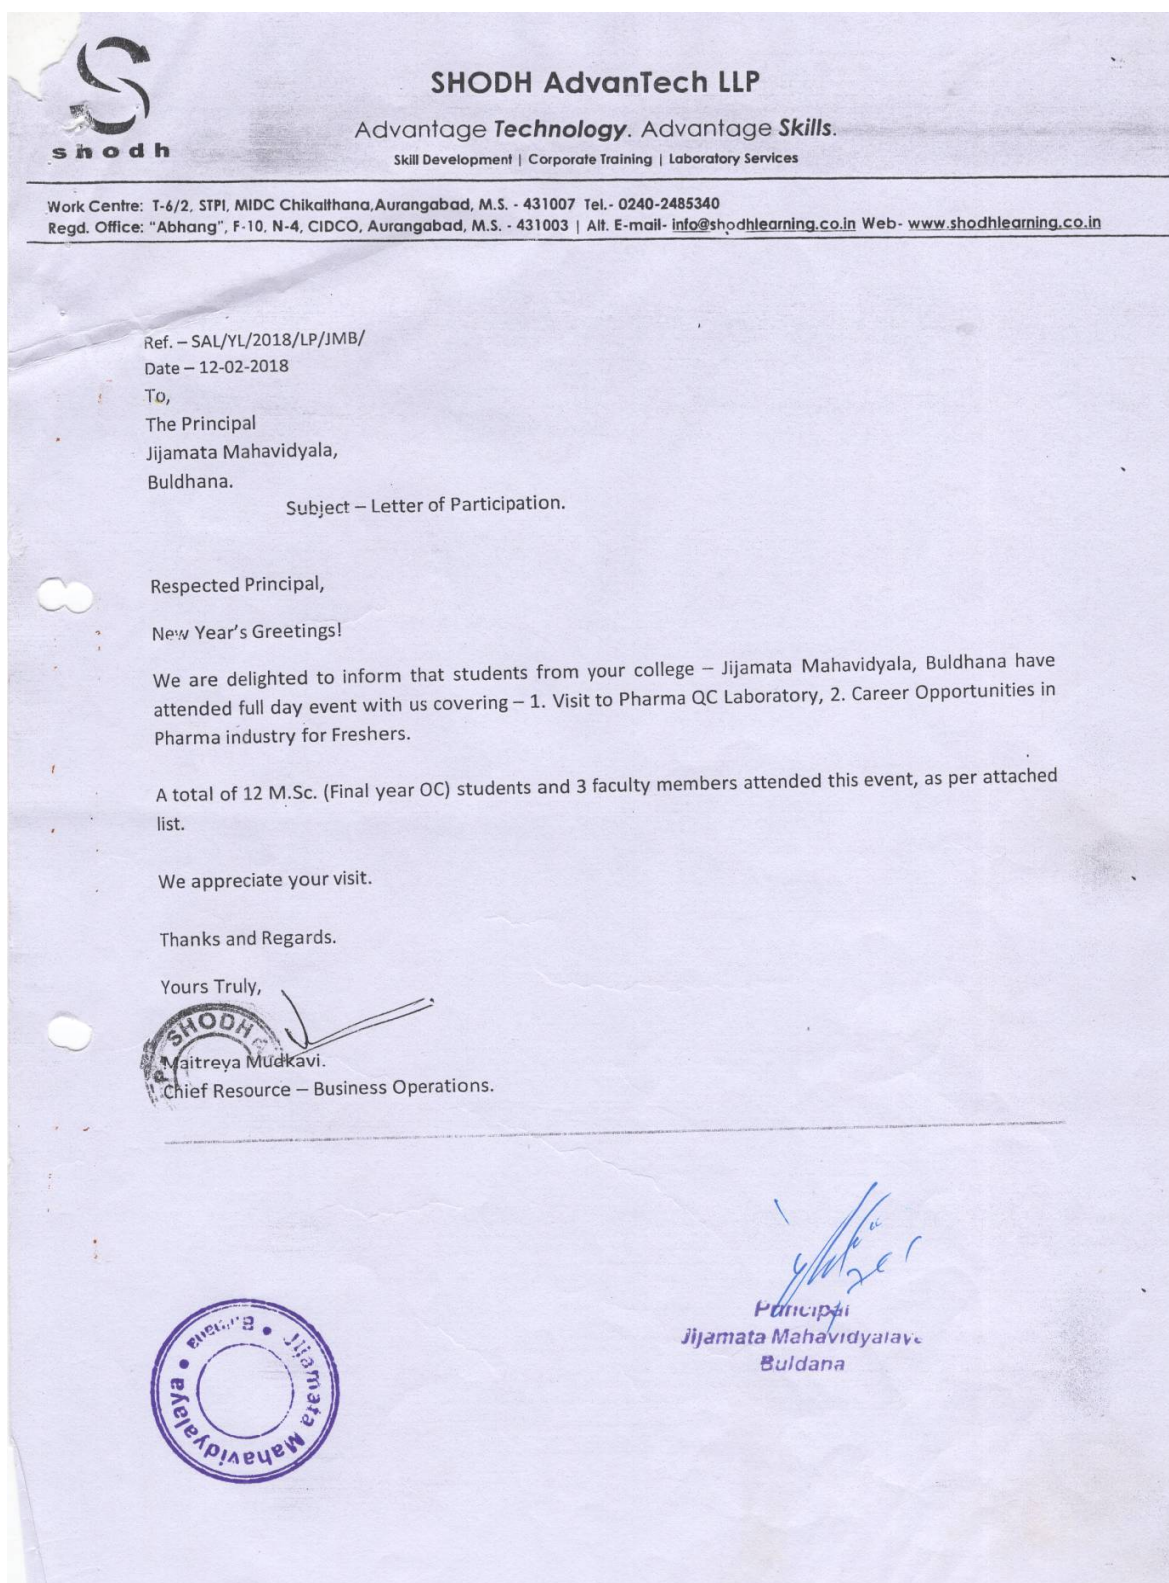 shodh
SHODH AdvanTech LLP
Advantage Technology. Advantage Skills.
Skill Development | Corporate Training | Laboratory Services
Work Centre: T-6/2, STPI, MIDC Chikalthana,Aurangabad, M.S. - 431007 Tel.- 0240-2485340
Regd. Office: "Abhang", F-10, N-4, CIDCO, Aurangabad, M.S. - 431003 | Alt. E-mail- info@shodhlearning.co.in Web- www.shodhlearning.co.in
Ref. – SAL/YL/2018/LP/JMB/
Date – 12-02-2018
To,
The Principal
Jijamata Mahavidyala,
Buldhana.
Subject – Letter of Participation.
Respected Principal,
New Year's Greetings!
We are delighted to inform that students from your college – Jijamata Mahavidyala, Buldhana have
attended full day event with us covering – 1. Visit to Pharma QC Laboratory, 2. Career Opportunities in
Pharma industry for Freshers.
A total of 12 M.Sc. (Final year OC) students and 3 faculty members attended this event, as per attached
list.
We appreciate your visit.
Thanks and Regards.
Yours Truly,
SHODH
Maitreya Mudkavi.
Chief Resource – Business Operations.
Principal
Jijamata Mahavidyalaye
Buldana
Jijamata Mahavidyalaya